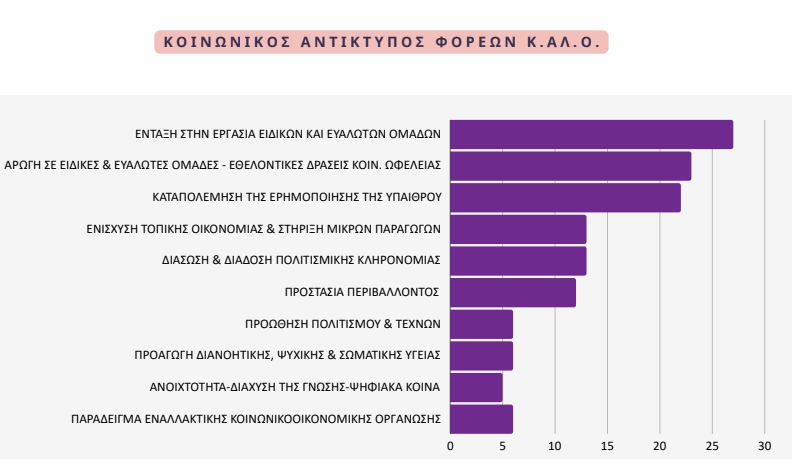 ΚΟΙΝΩΝΙΚΟΣ ΑΝΤΙΚΤΥΠΟΣ ΦΟΡΕΩΝ Κ.ΑΛ.Ο.
ΕΝΤΑΞΗ ΣΤΗΝ ΕΡΓΑΣΙΑ ΕΙΔΙΚΩΝ ΚΑΙ ΕΥΑΛΩΤΩΝ ΟΜΑΔΩΝ
ΑΡΩΓΗ ΣΕ ΕΙΔΙΚΕΣ & ΕΥΑΛΩΤΕΣ ΟΜΑΔΕΣ - ΕΘΕΛΟΝΤΙΚΕΣ ΔΡΑΣΕΙΣ ΚΟΙΝ. ΩΦΕΛΕΙΑΣ
ΚΑΤΑΠΟΛΕΜΗΣΗ ΤΗΣ ΕΡΗΜΟΠΟΙΗΣΗΣ ΤΗΣ ΥΠΑΙΘΡΟΥ
ΕΝΙΣΧΥΣΗ ΤΟΠΙΚΗΣ ΟΙΚΟΝΟΜΙΑΣ & ΣΤΗΡΙΞΗ ΜΙΚΡΩΝ ΠΑΡΑΓΩΓΩΝ
ΔΙΑΣΩΣΗ & ΔΙΑΔΟΣΗ ΠΟΛΙΤΙΣΜΙΚΗΣ ΚΛΗΡΟΝΟΜΙΑΣ
ΠΡΟΣΤΑΣΙΑ ΠΕΡΙΒΑΛΛΟΝΤΟΣ
ΠΡΟΩΘΗΣΗ ΠΟΛΙΤΙΣΜΟΥ & ΤΕΧΝΩΝ
ΠΡΟΑΓΩΓΗ ΔΙΑΝΟΗΤΙΚΗΣ, ΨΥΧΙΚΗΣ & ΣΩΜΑΤΙΚΗΣ ΥΓΕΙΑΣ
ΑΝΟΙΧΤΟΤΗΤΑ-ΔΙΑΧΥΣΗ ΤΗΣ ΓΝΩΣΗΣ-ΨΗΦΙΑΚΑ ΚΟΙΝΑ
ΠΑΡΑΔΕΙΓΜΑ ΕΝΑΛΛΑΚΤΙΚΗΣ ΚΟΙΝΩΝΙΚΟΟΙΚΟΝΟΜΙΚΗΣ ΟΡΓΑΝΩΣΗΣ
0 5 10 15 20 25 30